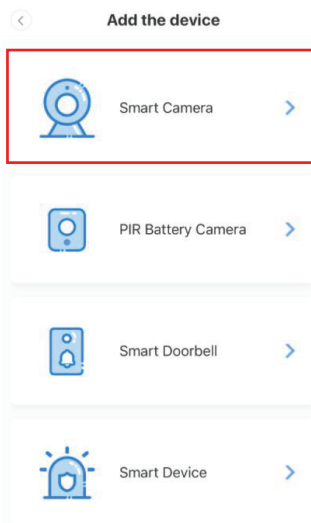 Add the device
Smart Camera
PIR Battery Camera
Smart Doorbell
Smart Device